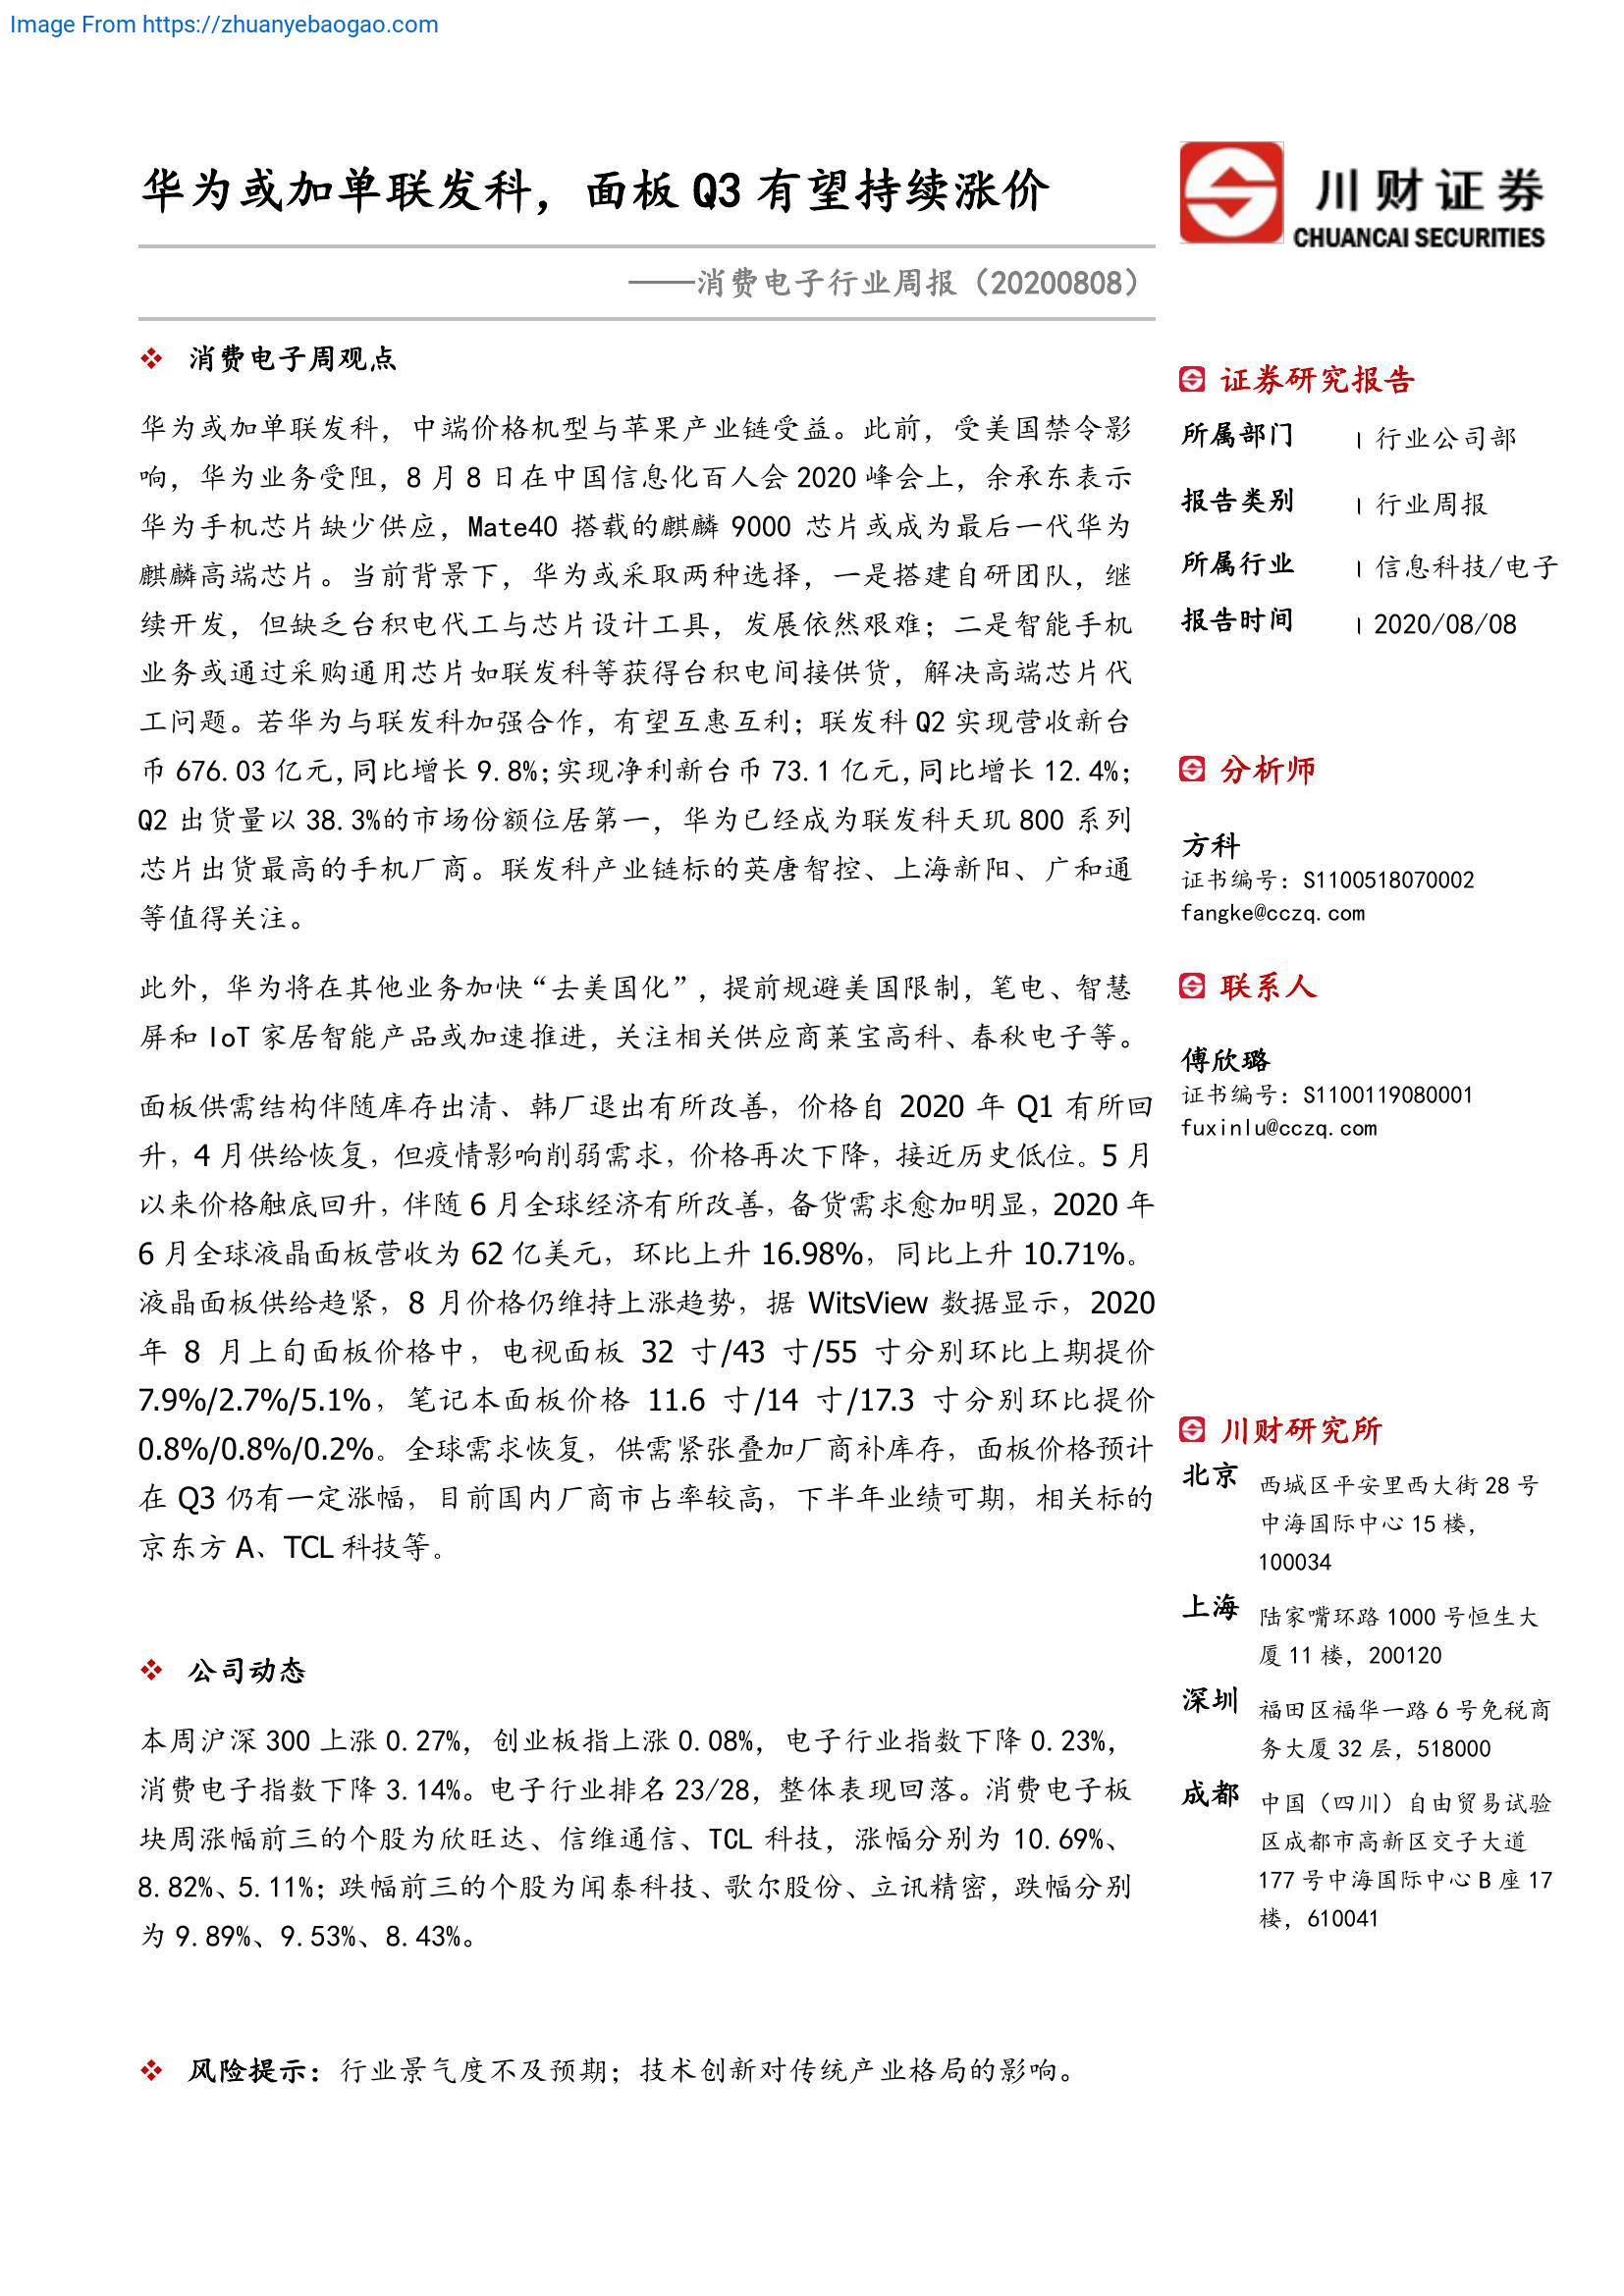 Image From https://zhuanyebaogao.com
华为或加单联发科，面板 Q3 有望持续涨价
——消费电子行业周报（20200808）
川财证券
CHUANCAI SECURITIES
❖ 消费电子周观点
华为或加单联发科，中端价格机型与苹果产业链受益。此前，受美国禁令影
响，华为业务受阻，8 月 8 日在中国信息化百人会 2020 峰会上，余承东表示
华为手机芯片缺少供应，Mate40 搭载的麒麟 9000 芯片或成为最后一代华为
麒麟高端芯片。当前背景下，华为或采取两种选择，一是搭建自研团队，继
续开发，但缺乏台积电代工与芯片设计工具，发展依然艰难；二是智能手机
业务或通过采购通用芯片如联发科等获得台积电间接供货，解决高端芯片代
工问题。若华为与联发科加强合作，有望互惠互利；联发科 Q2 实现营收新台
币 676.03 亿元，同比增长 9.8%；实现净利新台币 73.1 亿元，同比增长 12.4%；
Q2 出货量以 38.3%的市场份额位居第一，华为已经成为联发科天玑 800 系列
芯片出货最高的手机厂商。联发科产业链标的英唐智控、上海新阳、广和通
等值得关注。
此外，华为将在其他业务加快“去美国化”，提前规避美国限制，笔电、智慧
屏和 IoT 家居智能产品或加速推进，关注相关供应商莱宝高科、春秋电子等。
面板供需结构伴随库存出清、韩厂退出有所改善，价格自 2020 年 Q1 有所回
升，4 月供给恢复，但疫情影响削弱需求，价格再次下降，接近历史低位。5 月
以来价格触底回升，伴随 6 月全球经济有所改善，备货需求愈加明显，2020 年
6 月全球液晶面板营收为 62 亿美元，环比上升 16.98%，同比上升 10.71%。
液晶面板供给趋紧，8 月价格仍维持上涨趋势，据 WitsView 数据显示，2020
年 8 月上旬面板价格中，电视面板 32 寸/43 寸/55 寸分别环比上期提价
7.9%/2.7%/5.1%，笔记本面板价格 11.6 寸/14 寸/17.3 寸分别环比提价
0.8%/0.8%/0.2%。全球需求恢复，供需紧张叠加厂商补库存，面板价格预计
在 Q3 仍有一定涨幅，目前国内厂商市占率较高，下半年业绩可期，相关标的
京东方 A、TCL 科技等。
❖ 公司动态
本周沪深 300 上涨 0.27%，创业板指上涨 0.08%，电子行业指数下降 0.23%，
消费电子指数下降 3.14%。电子行业排名 23/28，整体表现回落。消费电子板
块周涨幅前三的个股为欣旺达、信维通信、TCL 科技，涨幅分别为 10.69%、
8.82%、5.11%；跌幅前三的个股为闻泰科技、歌尔股份、立讯精密，跌幅分别
为 9.89%、9.53%、8.43%。
❖ 风险提示：行业景气度不及预期；技术创新对传统产业格局的影响。
证券研究报告
所属部门 | 行业公司部
报告类别 | 行业周报
所属行业 | 信息科技/电子
报告时间 | 2020/08/08
分析师
方科
证书编号：S1100518070002
fangke@cczq.com
联系人
傅欣璐
证书编号：S1100119080001
fuxinlu@cczq.com
川财研究所
北京 西城区平安里西大街 28 号
中海国际中心 15 楼，
100034
上海 陆家嘴环路 1000 号恒生大
厦 11 楼，200120
深圳 福田区福华一路 6 号免税商
务大厦 32 层，518000
成都 中国（四川）自由贸易试验
区成都市高新区交子大道
177 号中海国际中心 B 座 17
楼，610041